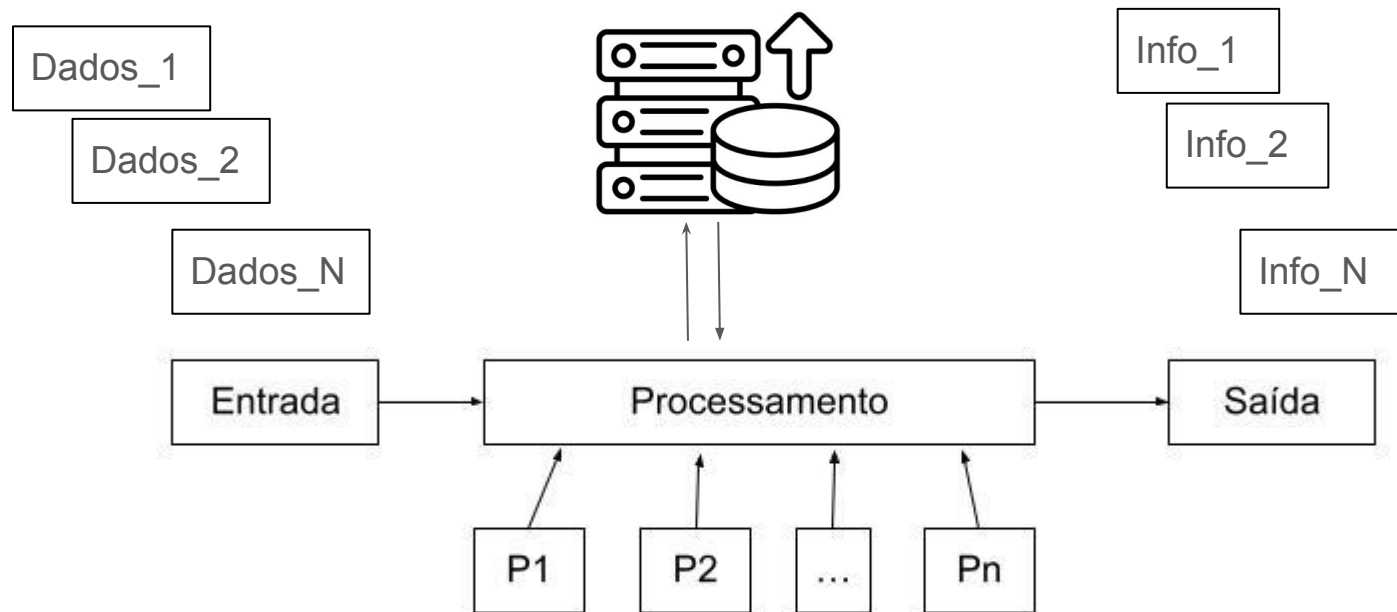 Dados_1
Dados_2
Dados_N
Info_1
Info_2
Info_N
Entrada
Processamento
Saída
P1
P2
...
Pn